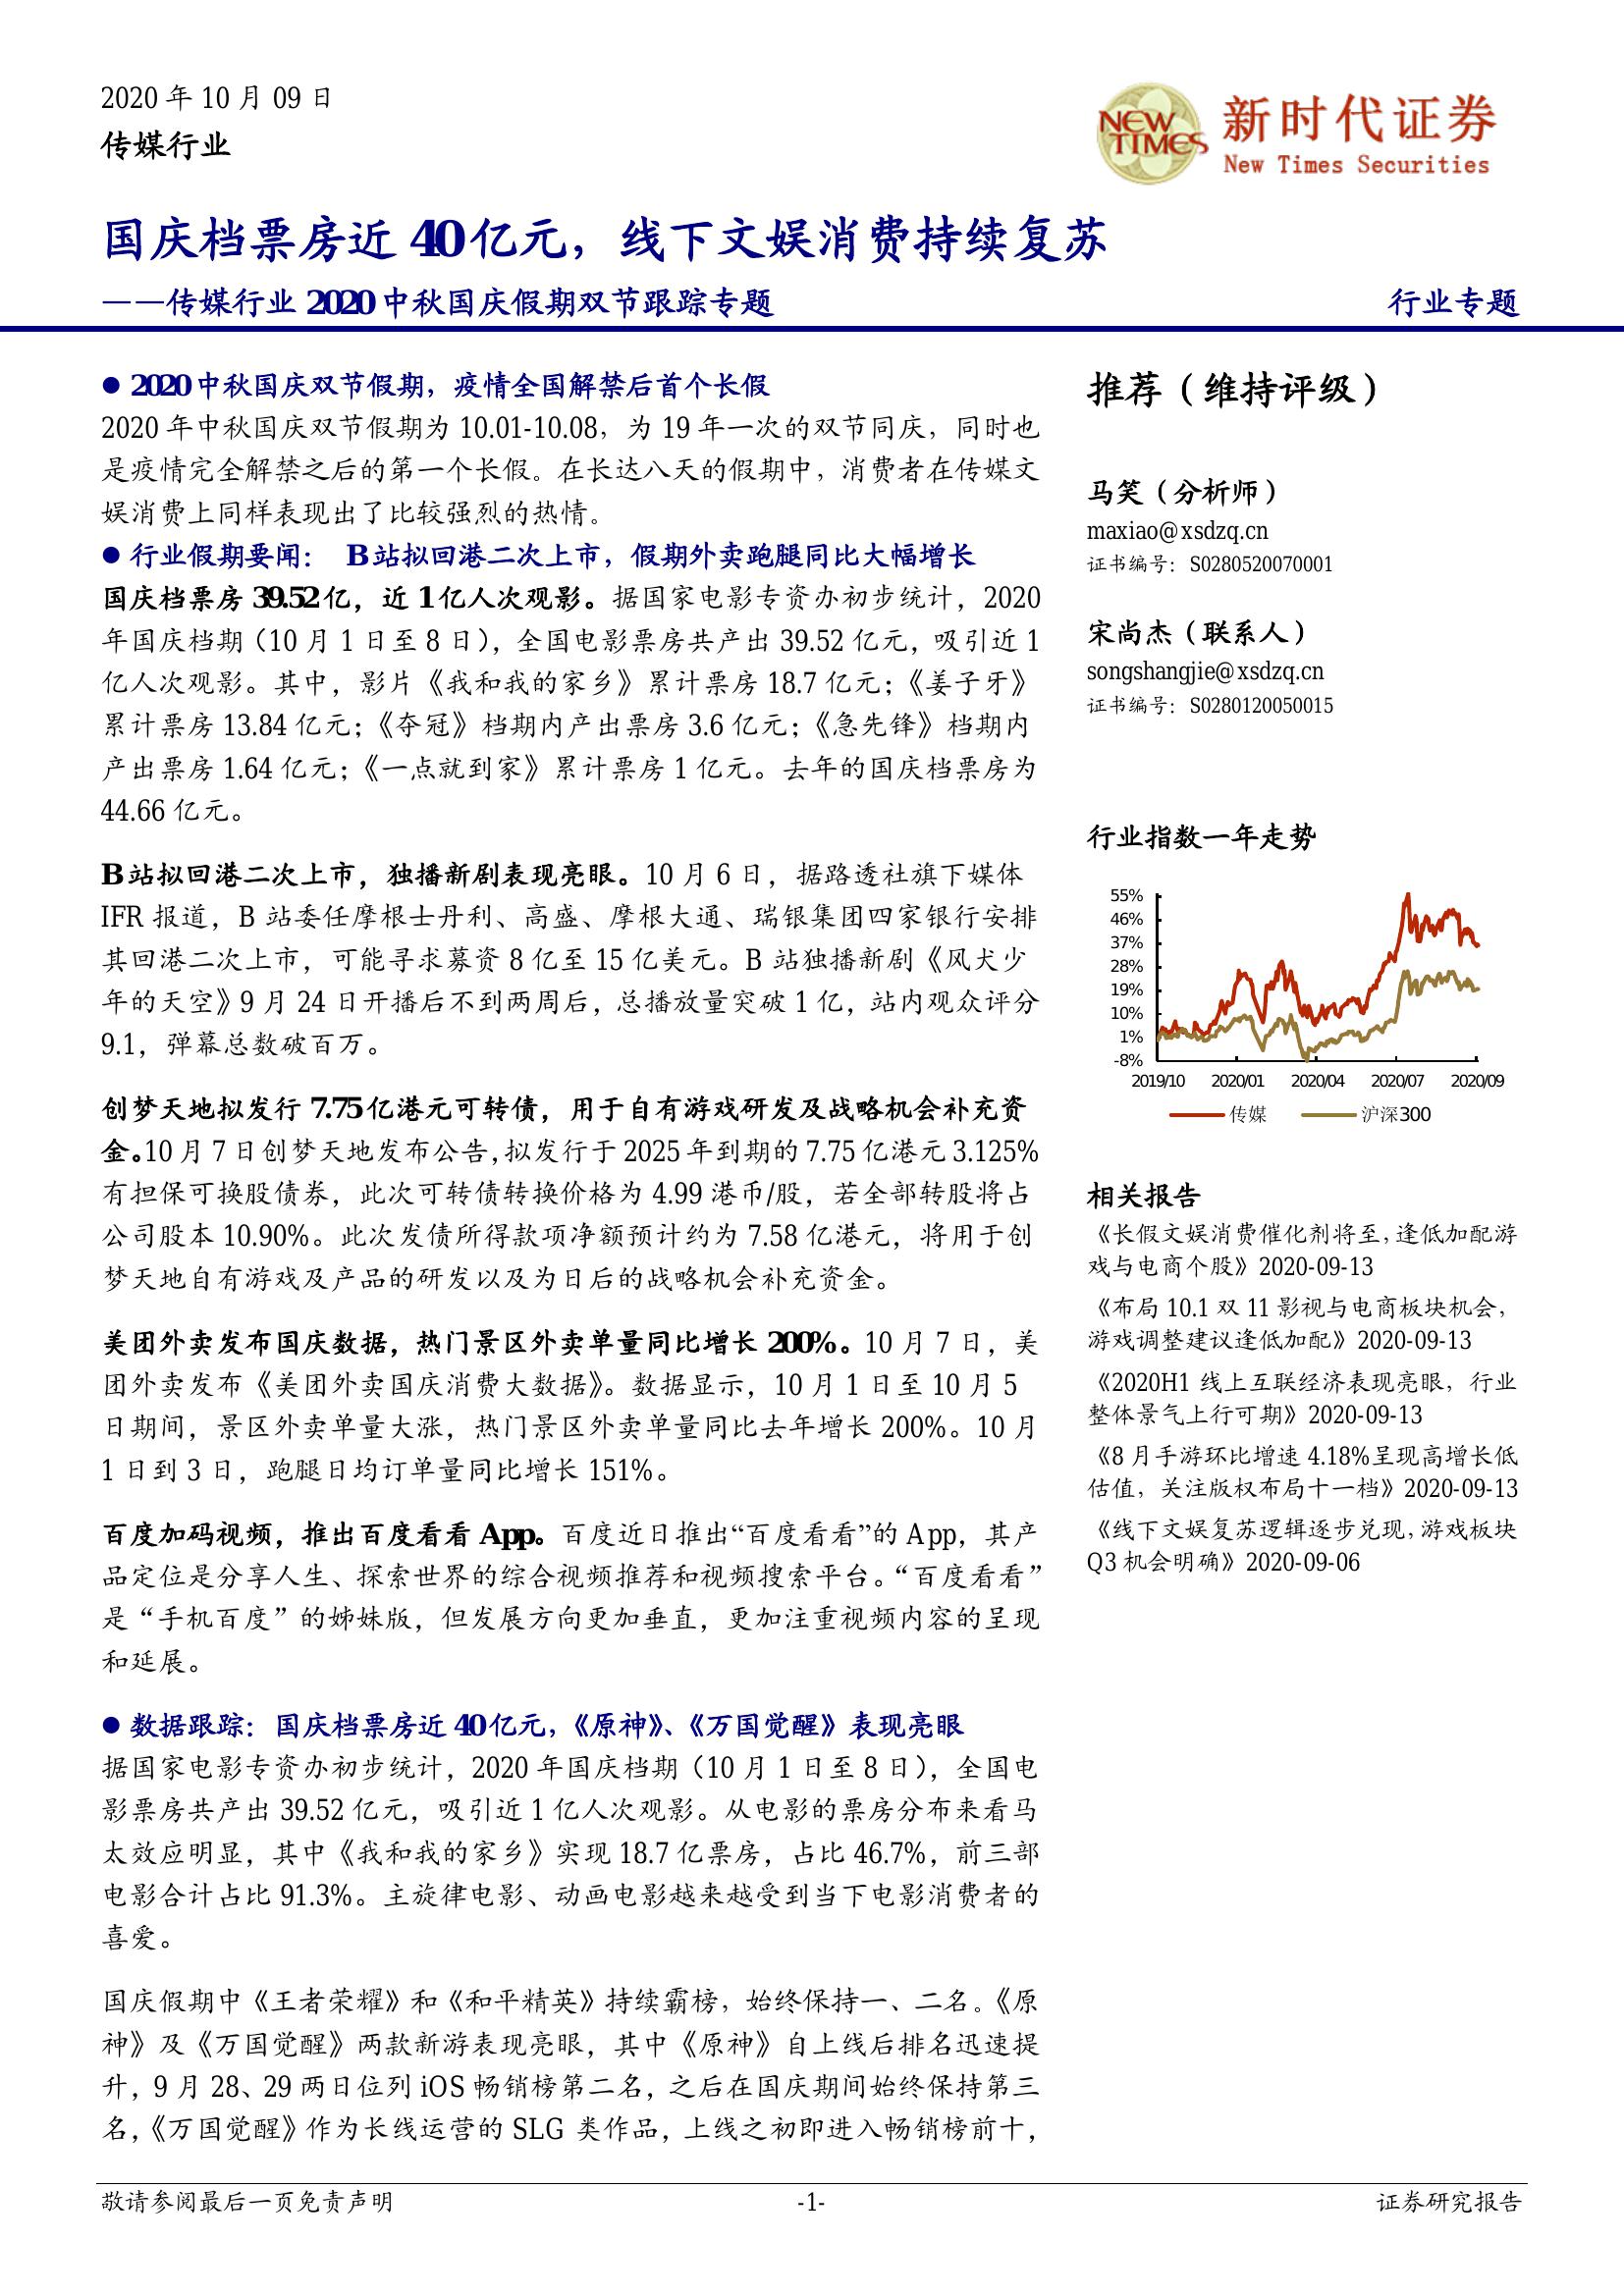 2020 年 10 月 09 日
传媒行业
NEW TIMES
新时代证券
New Times Securities
国庆档票房近 40 亿元，线下文娱消费持续复苏
——传媒行业 2020 中秋国庆假期双节跟踪专题
行业专题
● 2020 中秋国庆双节假期，疫情全国解禁后首个长假
2020 年中秋国庆双节假期为 10.01-10.08，为 19 年一次的双节同庆，同时也
是疫情完全解禁之后的第一个长假。在长达八天的假期中，消费者在传媒文
娱消费上同样表现出了比较强烈的热情。
● 行业假期要闻： B 站拟回港二次上市，假期外卖跑腿同比大幅增长
国庆档票房 39.52 亿，近 1 亿人次观影。据国家电影专资办初步统计，2020
年国庆档期（10 月 1 日至 8 日），全国电影票房共产出 39.52 亿元，吸引近 1
亿人次观影。其中，影片《我和我的家乡》累计票房 18.7 亿元；《姜子牙》
累计票房 13.84 亿元；《夺冠》档期内产出票房 3.6 亿元；《急先锋》档期内
产出票房 1.64 亿元；《一点就到家》累计票房 1 亿元。去年的国庆档票房为
44.66 亿元。
B 站拟回港二次上市，独播新剧表现亮眼。10 月 6 日，据路透社旗下媒体
IFR 报道，B 站委任摩根士丹利、高盛、摩根大通、瑞银集团四家银行安排
其回港二次上市，可能寻求募资 8 亿至 15 亿美元。B 站独播新剧《风犬少
年的天空》9 月 24 日开播后不到两周后，总播放量突破 1 亿，站内观众评分
9.1，弹幕总数破百万。
创梦天地拟发行 7.75 亿港元可转债，用于自有游戏研发及战略机会补充资
金。10 月 7 日创梦天地发布公告，拟发行于 2025 年到期的 7.75 亿港元 3.125%
有担保可换股债券，此次可转债转换价格为 4.99 港币/股，若全部转股将占
公司股本 10.90%。此次发债所得款项净额预计约为 7.58 亿港元，将用于创
梦天地自有游戏及产品的研发以及为日后的战略机会补充资金。
美团外卖发布国庆数据，热门景区外卖单量同比增长 200%。10 月 7 日，美
团外卖发布《美团外卖国庆消费大数据》。数据显示，10 月 1 日至 10 月 5
日期间，景区外卖单量大涨，热门景区外卖单量同比去年增长 200%。10 月
1 日到 3 日，跑腿日均订单量同比增长 151%。
百度加码视频，推出百度看看 App。百度近日推出“百度看看”的 App，其产
品定位是分享人生、探索世界的综合视频推荐和视频搜索平台。“百度看看”
是“手机百度”的姊妹版，但发展方向更加垂直，更加注重视频内容的呈现
和延展。
● 数据跟踪：国庆档票房近 40 亿元，《原神》、《万国觉醒》表现亮眼
据国家电影专资办初步统计，2020 年国庆档期（10 月 1 日至 8 日），全国电
影票房共产出 39.52 亿元，吸引近 1 亿人次观影。从电影的票房分布来看马
太效应明显，其中《我和我的家乡》实现 18.7 亿票房，占比 46.7%，前三部
电影合计占比 91.3%。主旋律电影、动画电影越来越受到当下电影消费者的
喜爱。
国庆假期中《王者荣耀》和《和平精英》持续霸榜，始终保持一、二名。《原
神》及《万国觉醒》两款新游表现亮眼，其中《原神》自上线后排名迅速提
升，9 月 28、29 两日位列 iOS 畅销榜第二名，之后在国庆期间始终保持第三
名，《万国觉醒》作为长线运营的 SLG 类作品，上线之初即进入畅销榜前十，
推荐（维持评级）
马笑（分析师）
maxiao@xsdzq.cn
证书编号：S0280520070001
宋尚杰（联系人）
songshangjie@xsdzq.cn
证书编号：S0280120050015
行业指数一年走势
55%
46%
37%
28%
19%
10%
1%
-8%
2019/10 2020/01 2020/04 2020/07 2020/09
传媒 沪深300
相关报告
《长假文娱消费催化剂将至，逢低加配游
戏与电商个股》2020-09-13
《布局 10.1 双 11 影视与电商板块机会，
游戏调整建议逢低加配》2020-09-13
《2020H1 线上互联经济表现亮眼，行业
整体景气上行可期》2020-09-13
《8 月手游环比增速 4.18%呈现高增长低
估值，关注版权布局十一档》2020-09-13
《线下文娱复苏逻辑逐步兑现，游戏板块
Q3 机会明确》2020-09-06
敬请参阅最后一页免责声明
-1-
证券研究报告